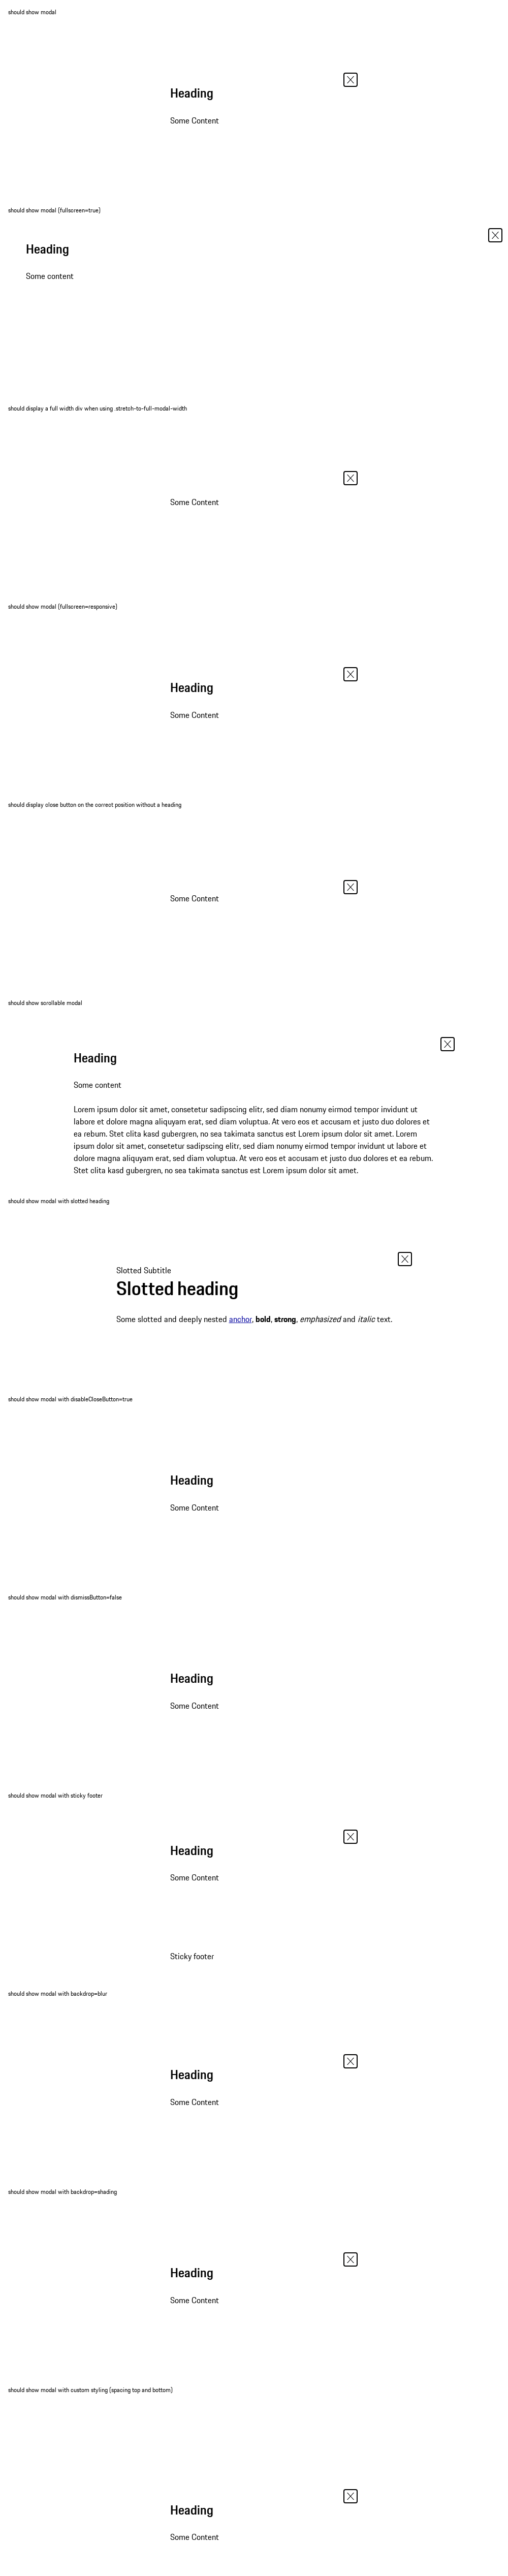 should show modal
Heading
Some Content
should show modal (fullscreen=true)
Heading
Some content
should display a full width div when using .stretch-to-full-modal-width
Some Content
should show modal (fullscreen=responsive)
Heading
Some Content
should display close button on the correct position without a heading
Some Content
should show scrollable modal
Heading
Some content
Lorem ipsum dolor sit amet, consetetur sadipscing elitr, sed diam nonumy eirmod tempor invidunt ut
labore et dolore magna aliquyam erat, sed diam voluptua. At vero eos et accusam et justo duo dolores et
ea rebum. Stet clita kasd gubergren, no sea takimata sanctus est Lorem ipsum dolor sit amet. Lorem
ipsum dolor sit amet, consetetur sadipscing elitr, sed diam nonumy eirmod tempor invidunt ut labore et
dolore magna aliquyam erat, sed diam voluptua. At vero eos et accusam et justo duo dolores et ea rebum.
Stet clita kasd gubergren, no sea takimata sanctus est Lorem ipsum dolor sit amet.
should show modal with slotted heading
Slotted Subtitle
Slotted heading
Some slotted and deeply nested anchor, bold, strong, emphasized and italic text.
should show modal with disableCloseButton=true
Heading
Some Content
should show modal with dismissButton=false
Heading
Some Content
should show modal with sticky footer
Heading
Some Content
Sticky footer
should show modal with backdrop=blur
Heading
Some Content
should show modal with backdrop=shading
Heading
Some Content
should show modal with custom styling (spacing top and bottom)
Heading
Some Content